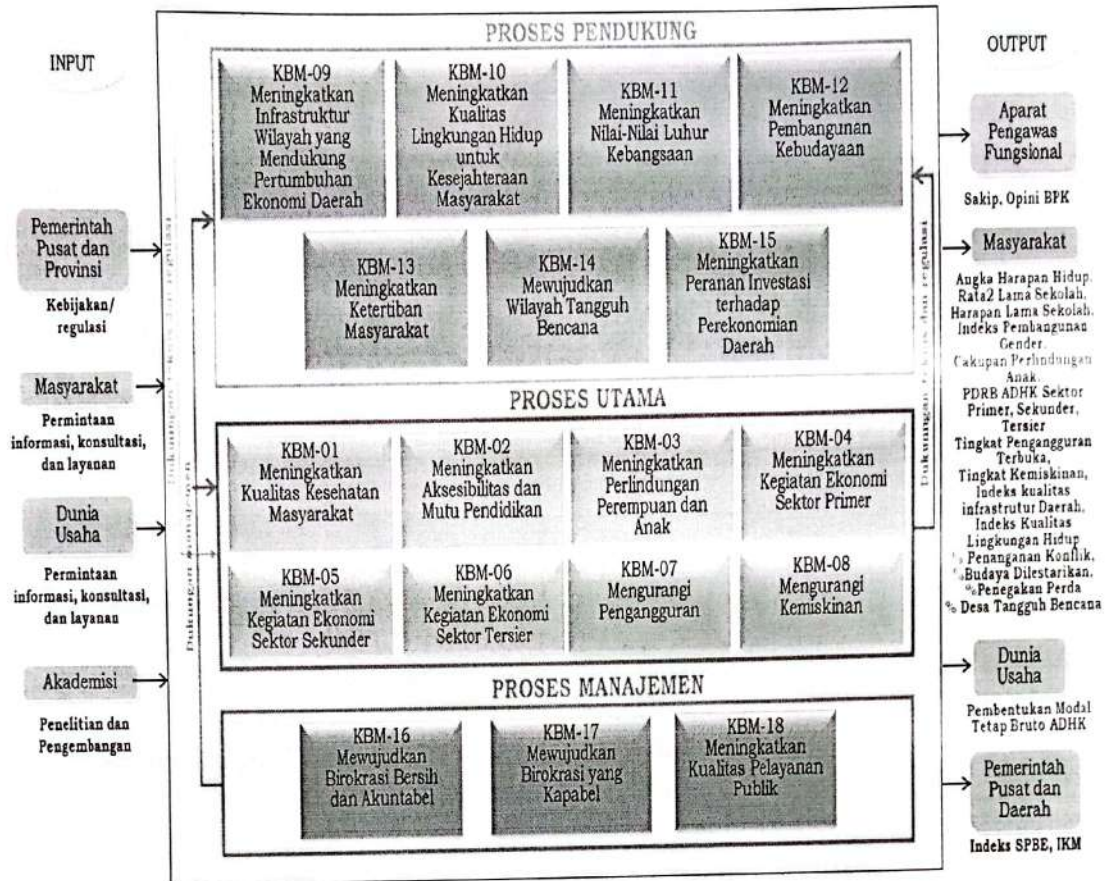 INPUT
Pemerintah
Pusat dan
Provinsi
Kebijakan/
regulasi
Masyarakat
Permintaan
informasi, konsultasi,
dan layanan
Dunia
Usaha
Permintaan
informasi, konsultasi,
dan layanan
Akademisi
Penelitian dan
Pengembangan
Dukungan manajemen
PROSES PENDUKUNG
KBM-09
Meningkatkan
Infrastruktur
Wilayah yang
Mendukung
Pertumbuhan
Ekonomi Daerah
KBM-10
Meningkatkan
Kualitas
Lingkungan Hidup
untuk
Kesejahteraan
Masyarakat
KBM-11
Meningkatkan
Nilai-Nilai Luhur
Kebangsaan
KBM-12
Meningkatkan
Pembangunan
Kebudayaan
KBM-13
Meningkatkan
Ketertiban
Masyarakat
KBM-14
Mewujudkan
Wilayah Tangguh
Bencana
KBM-15
Meningkatkan
Peranan Investasi
terhadap
Perekonomian
Daerah
PROSES UTAMA
KBM-01
Meningkatkan
Kualitas Kesehatan
Masyarakat
KBM-02
Meningkatkan
Aksesibilitas dan
Mutu Pendidikan
KBM-03
Meningkatkan
Perlindungan
Perempuan dan
Anak
KBM-04
Meningkatkan
Kegiatan Ekonomi
Sektor Primer
KBM-05
Meningkatkan
Kegiatan Ekonomi
Sektor Sekunder
KBM-06
Meningkatkan
Kegiatan Ekonomi
Sektor Tersier
KBM-07
Mengurangi
Pengangguran
KBM-08
Mengurangi
Kemiskinan
PROSES MANAJEMEN
KBM-16
Mewujudkan
Birokrasi Bersih
dan Akuntabel
KBM-17
Mewujudkan
Birokrasi yang
Kapabel
KBM-18
Meningkatkan
Kualitas Pelayanan
Publik
OUTPUT
Aparat
Pengawas
Fungsional
Sakip, Opini BPK
Masyarakat
Angka Harapan Hidup,
Rata2 Lama Sekolah,
Harapan Lama Sekolah,
Indeks Pembangunan
Gender,
Cakupan Perlindungan
Anak,
PDRB ADHK Sektor
Primer, Sekunder,
Tersier
Tingkat Pengangguran
Terbuka,
Tingkat Kemiskinan,
Indeks kualitas
infrastrutur Daerah,
Indeks Kualitas
Lingkungan Hidup
% Penanganan Konflik,
%Budaya Dilestarikan,
%Penegakan Perda
% Desa Tangguh Bencana
Dunia
Usaha
Pembentukan Modal
Tetap Bruto ADHK
Pemerintah
Pusat dan
Daerah
Indeks SPBE, IKM